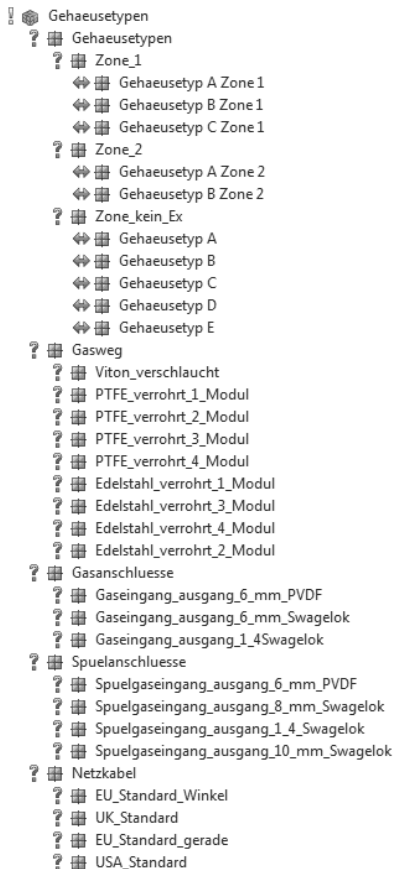 Gehaeusetypen
Gehaeusetypen
Zone_1
Gehaeusetyp A Zone 1
Gehaeusetyp B Zone 1
Gehaeusetyp C Zone 1
Zone_2
Gehaeusetyp A Zone 2
Gehaeusetyp B Zone 2
Zone_kein_Ex
Gehaeusetyp A
Gehaeusetyp B
Gehaeusetyp C
Gehaeusetyp D
Gehaeusetyp E
Gasweg
Viton_verschlaucht
PTFE_verrohrt_1_Modul
PTFE_verrohrt_2_Modul
PTFE_verrohrt_3_Modul
PTFE_verrohrt_4_Modul
Edelstahl_verrohrt_1_Modul
Edelstahl_verrohrt_3_Modul
Edelstahl_verrohrt_4_Modul
Edelstahl_verrohrt_2_Modul
Gasanschluesse
Gaseingang_ausgang_6_mm_PVDF
Gaseingang_ausgang_6_mm_Swagelok
Gaseingang_ausgang_1_4Swagelok
Spuelanschluesse
Spuelgaseingang_ausgang_6_mm_PVDF
Spuelgaseingang_ausgang_8_mm_Swagelok
Spuelgaseingang_ausgang_1_4_Swagelok
Spuelgaseingang_ausgang_10_mm_Swagelok
Netzkabel
EU_Standard_Winkel
UK_Standard
EU_Standard_gerade
USA_Standard